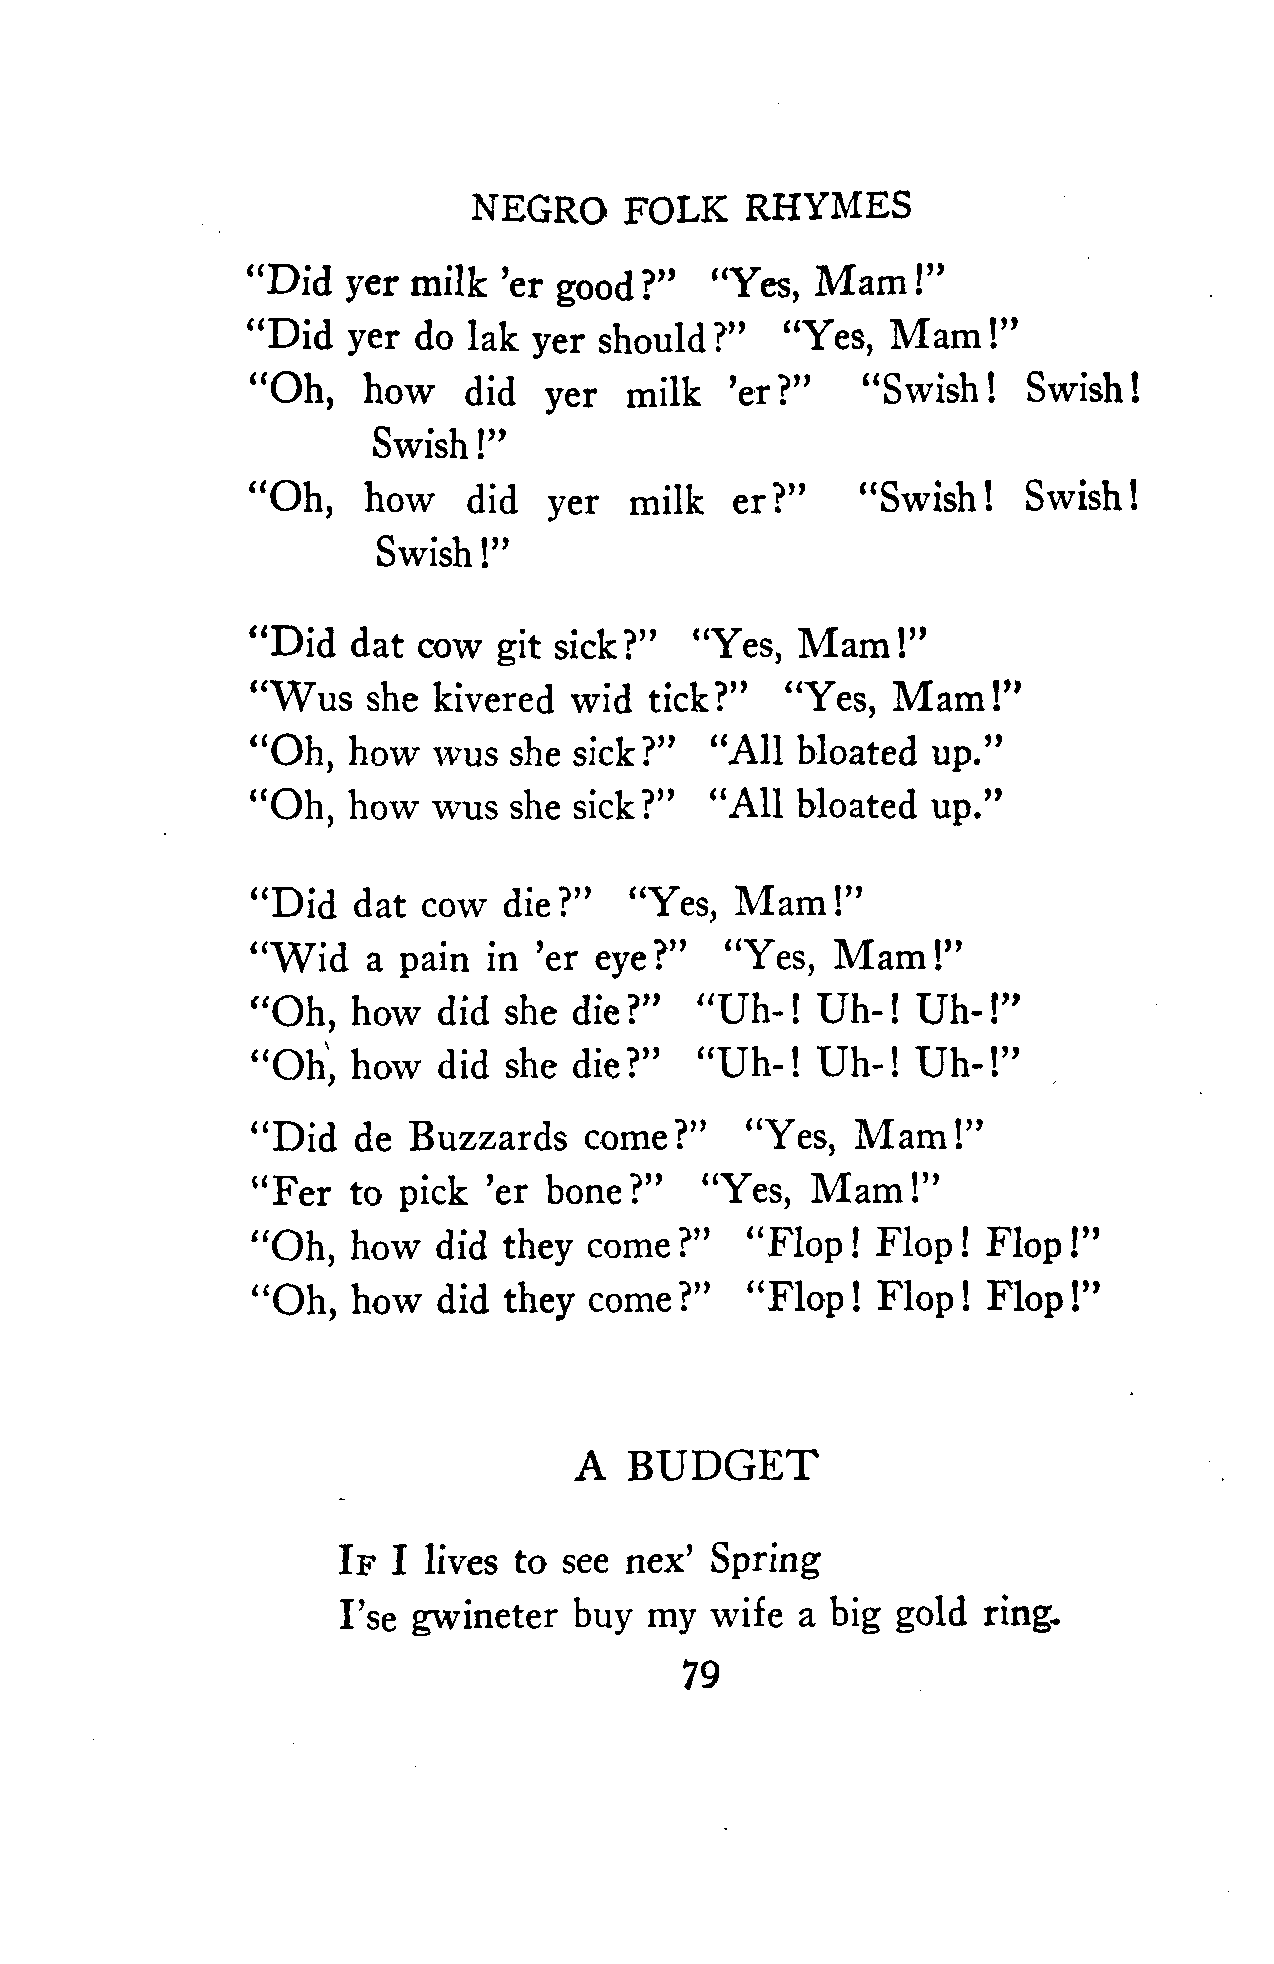 NEGRO FOLK RHYMES
“Did yer milk ’er good?” “Yes, Mam!”
“Did yer do lak yer should?” “Yes, Mam!”
“Oh, how did yer milk ’er?” “Swish! Swish!
Swish!”
“Oh, how did yer milk er?” “Swish! Swish!
Swish!”
“Did dat cow git sick?” “Yes, Mam!”
“Wus she kivered wid tick?” “Yes, Mam!”
“Oh, how wus she sick?” “All bloated up.”
“Oh, how wus she sick?” “All bloated up.”
“Did dat cow die?” “Yes, Mam!”
“Wid a pain in ’er eye?” “Yes, Mam!”
“Oh, how did she die?” “Uh-! Uh-! Uh-!”
“Oh, how did she die?” “Uh-! Uh-! Uh-!”
“Did de Buzzards come?” “Yes, Mam!”
“Fer to pick ’er bone?” “Yes, Mam!”
“Oh, how did they come?” “Flop! Flop! Flop!”
“Oh, how did they come?” “Flop! Flop! Flop!”
A BUDGET
IF I lives to see nex’ Spring
I’se gwineter buy my wife a big gold ring.
79